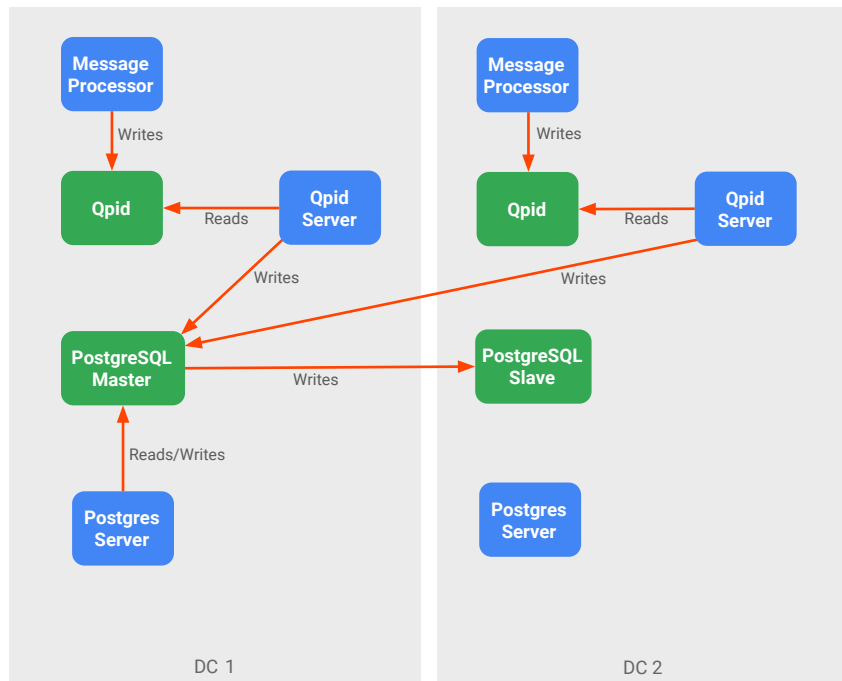 Message
Processor
Writes
Qpid
Reads
Qpid
Server
Writes
PostgreSQL
Master
Writes
Reads/Writes
Postgres
Server
DC 1
Message
Processor
Writes
Qpid
Reads
Qpid
Server
Writes
PostgreSQL
Slave
Postgres
Server
DC 2